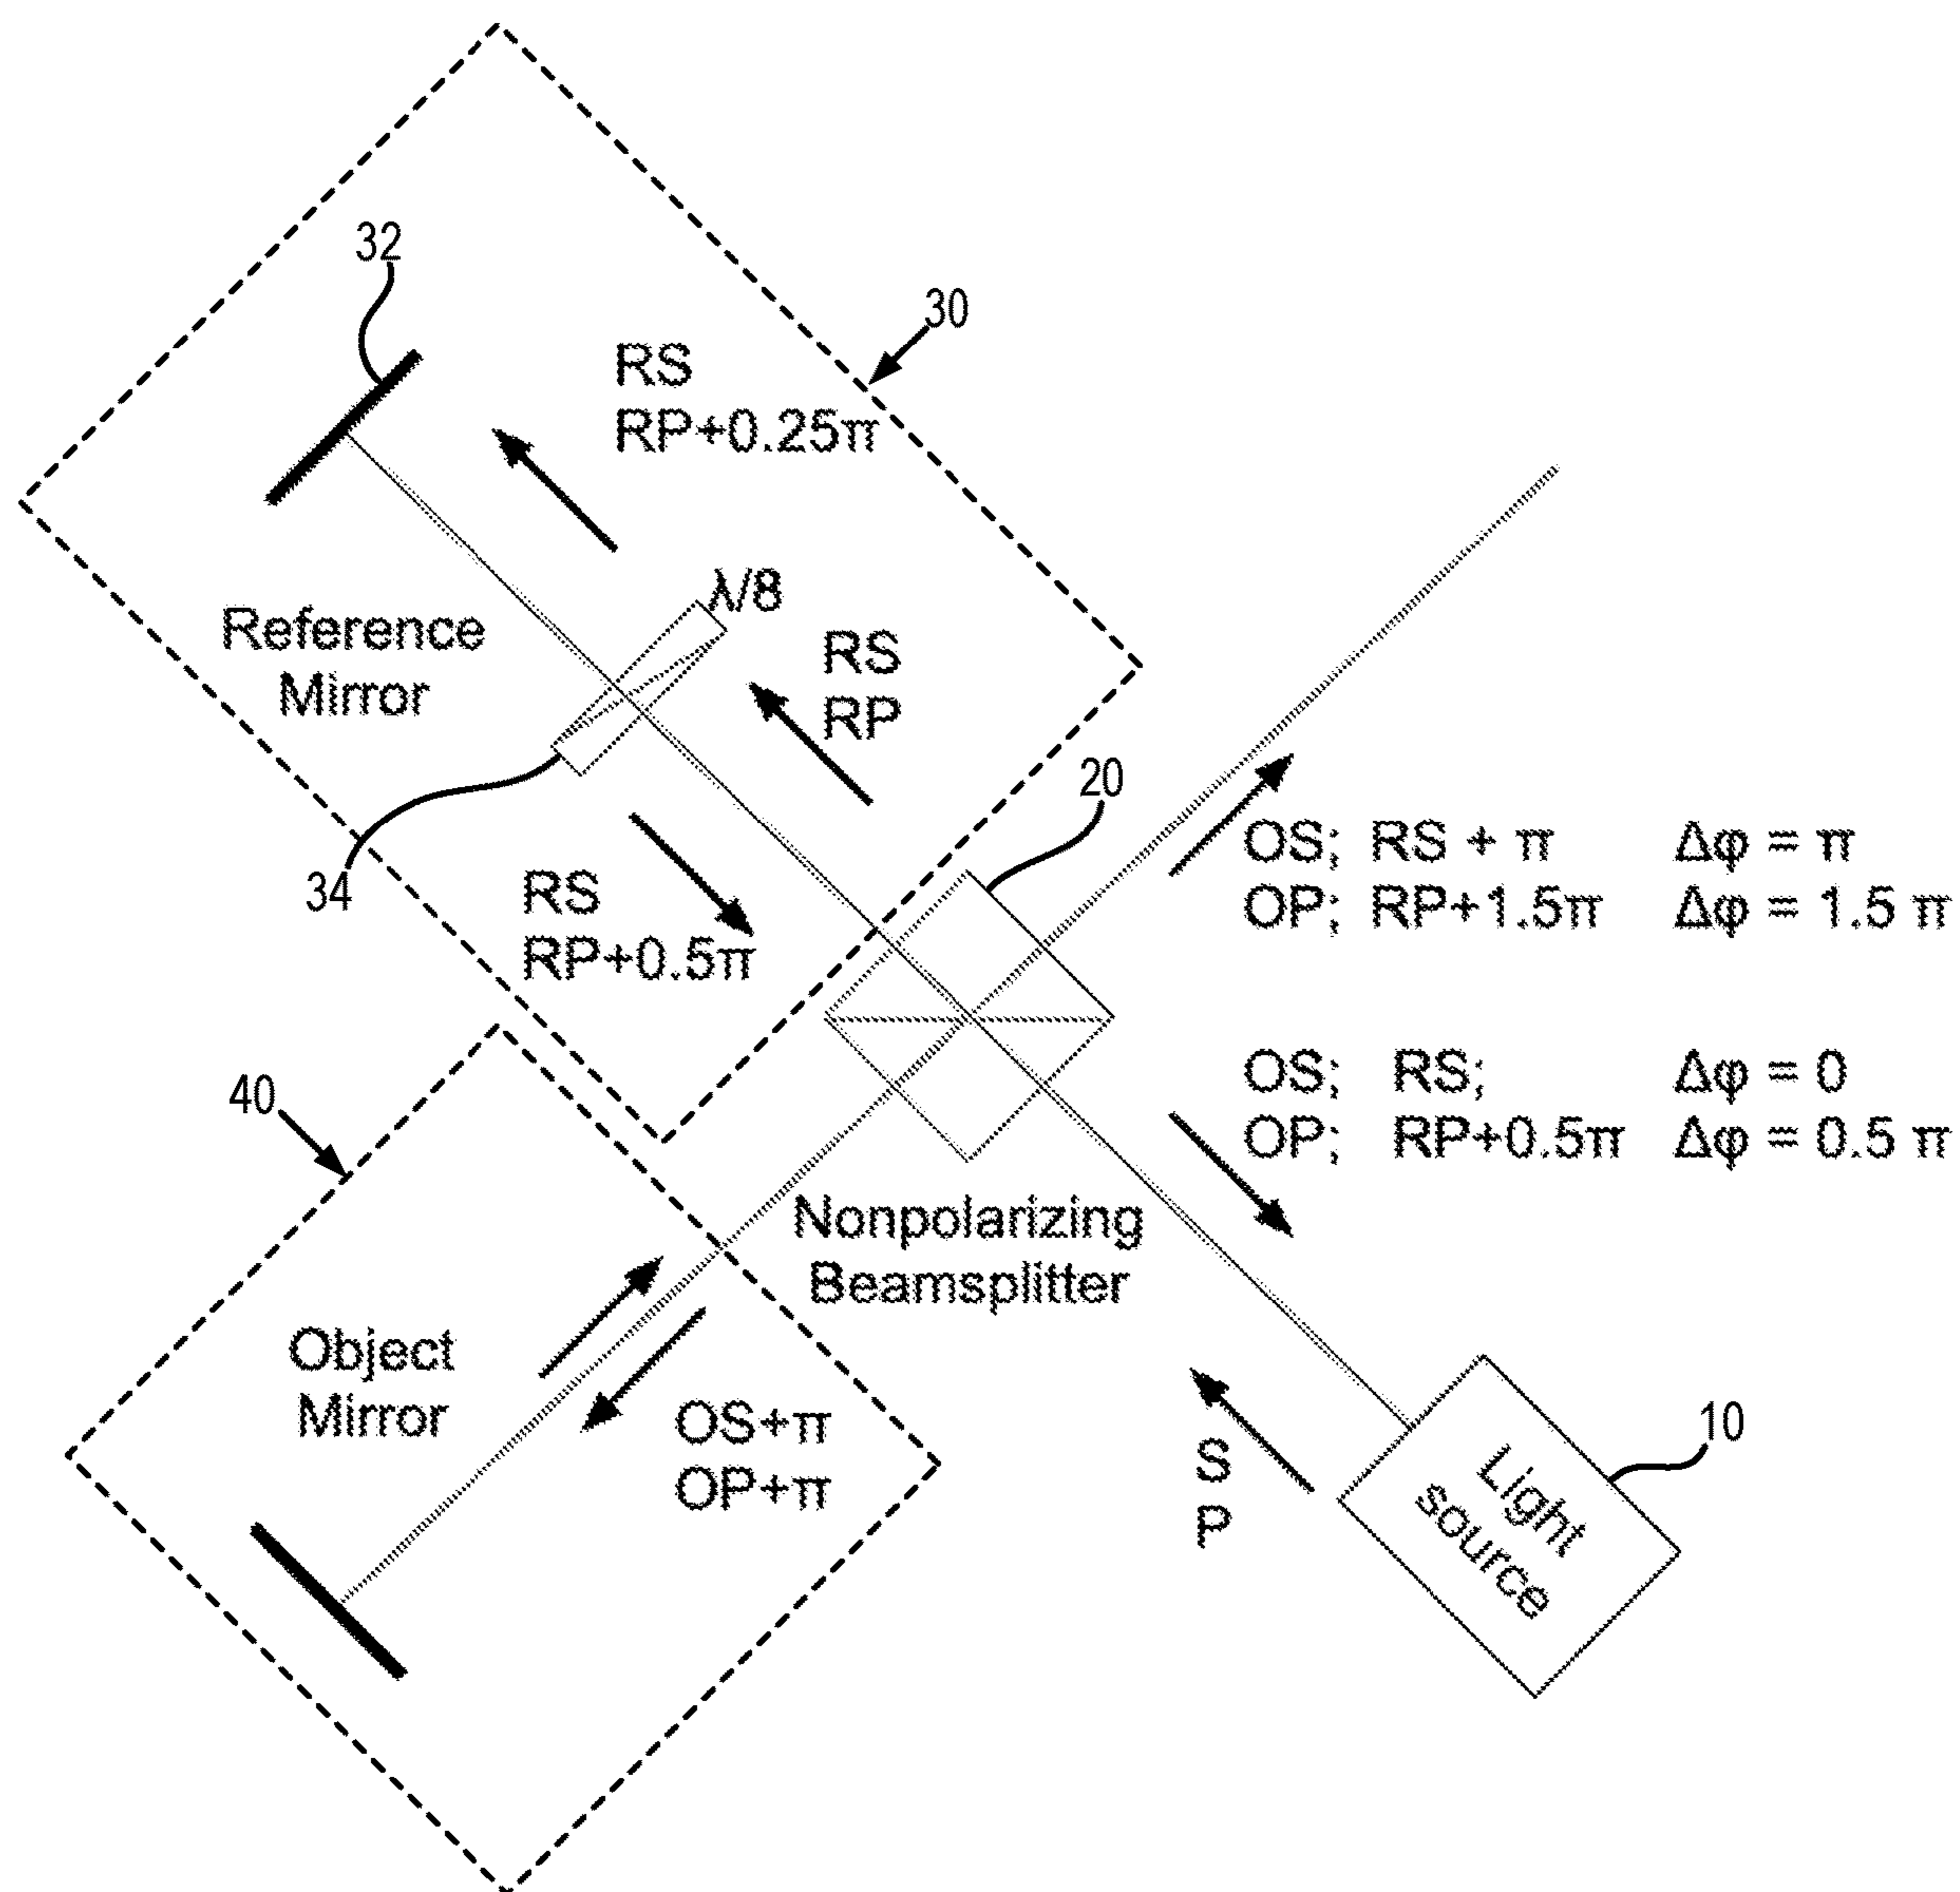 32
30
RS
RP+0.25π
λ/8
Reference
Mirror
RS
RP
20
34
RS
RP+0.5π
OS; RS + π Δφ = π
OP; RP+1.5π Δφ = 1.5 π
OS; RS; Δφ = 0
OP; RP+0.5π Δφ = 0.5 π
40
Nonpolarizing
Beamsplitter
Object
Mirror
OS+π
OP+π
S
P
10
Light
source